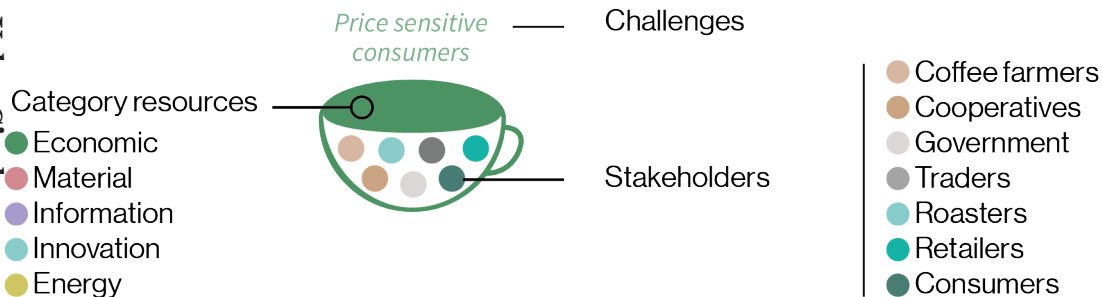 Price sensitive
consumers
Challenges
Category resources
Economic
Material
Information
Innovation
Energy
Stakeholders
Coffee farmers
Cooperatives
Government
Traders
Roasters
Retailers
Consumers